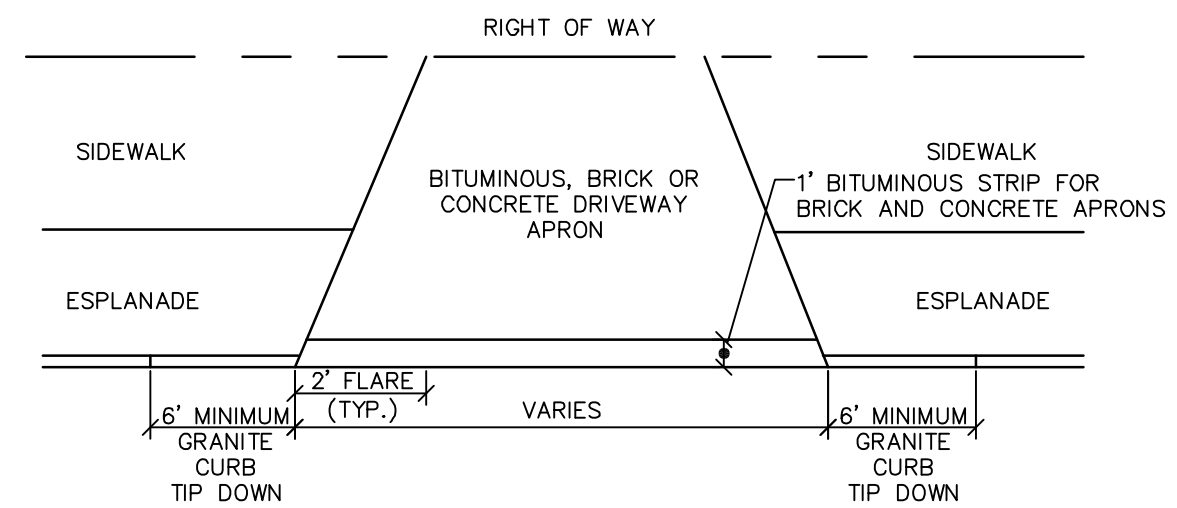 RIGHT OF WAY
SIDEWALK
SIDEWALK
BITUMINOUS, BRICK OR
CONCRETE DRIVEWAY
APRON
1' BITUMINOUS STRIP FOR
BRICK AND CONCRETE APRONS
ESPLANADE
ESPLANADE
2' FLARE
(TYP.)
VARIES
6' MINIMUM
GRANITE
CURB
TIP DOWN
6' MINIMUM
GRANITE
CURB
TIP DOWN